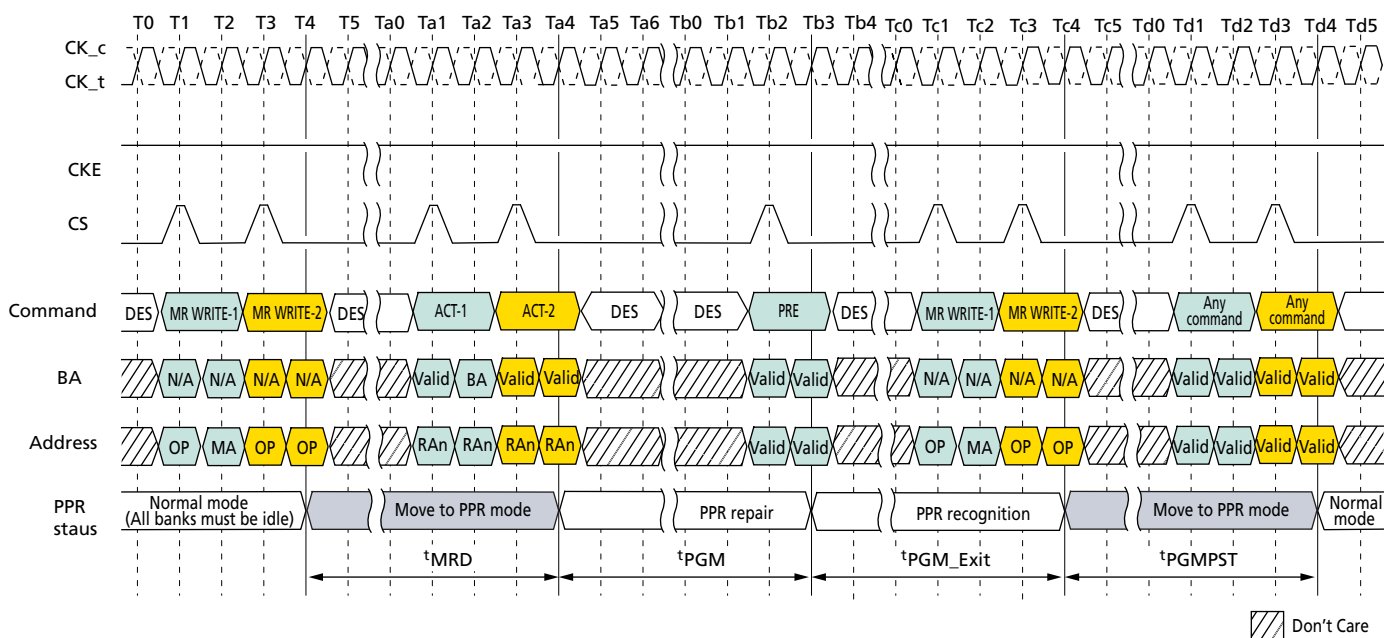 T0 T1 T2 T3 T4 T5 Ta0 Ta1 Ta2 Ta3 Ta4 Ta5 Ta6 Tb0 Tb1 Tb2 Tb3 Tb4 Tc0 Tc1 Tc2 Tc3 Tc4 Tc5 Td0 Td1 Td2 Td3 Td4 Td5
CK_c
CK_t
CKE
CS
Command DES MR WRITE-1 MR WRITE-2 DES ACT-1 ACT-2 DES DES PRE DES MR WRITE-1 MR WRITE-2 DES Any command Any command
BA N/A N/A N/A N/A Valid BA Valid Valid Valid Valid N/A N/A N/A N/A Valid Valid Valid Valid
Address OP MA OP OP RAn RAn RAn RAn Valid Valid OP MA OP OP Valid Valid Valid Valid
PPR staus
Normal mode
(All banks must be idle)
Move to PPR mode
PPR repair
PPR recognition
Move to PPR mode
Normal
mode
tMRD tPGM tPGM_Exit tPGMPST
Don't Care